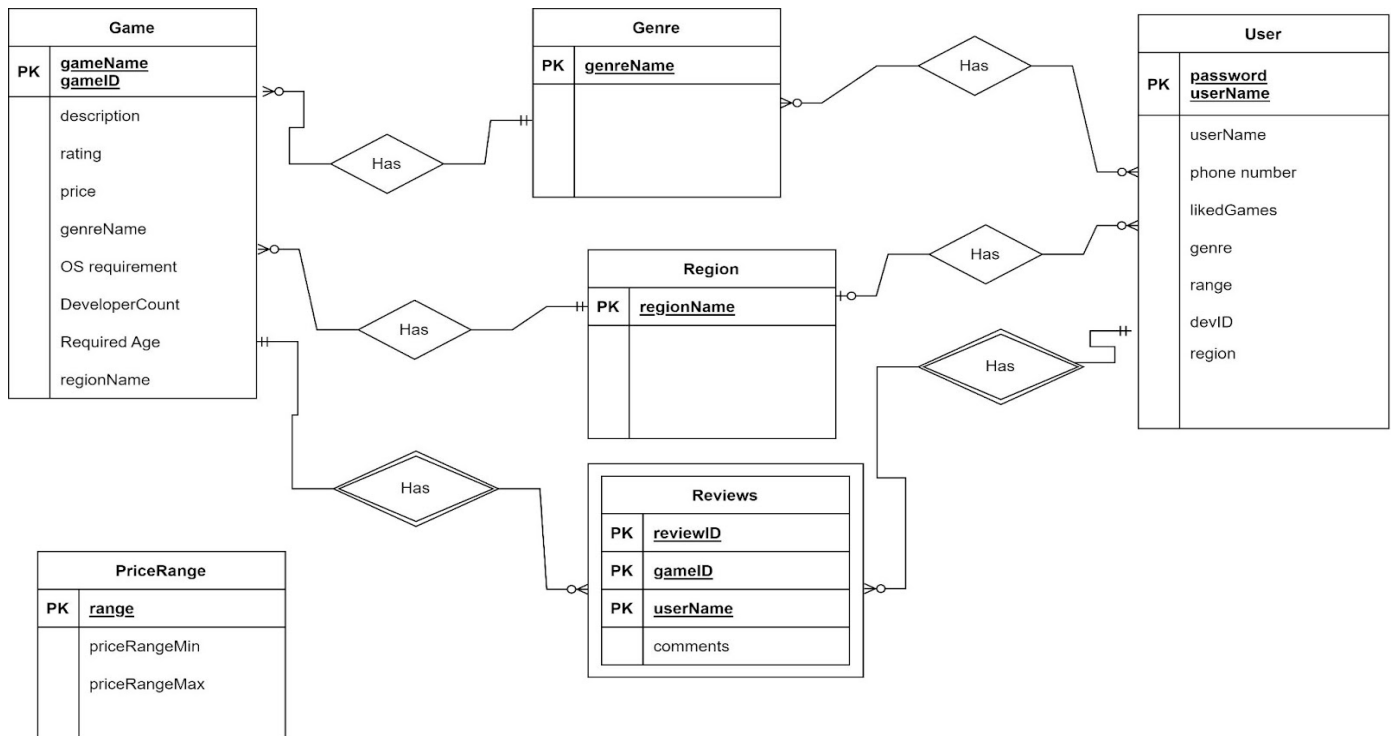 Game
PK
gameName
gameID
description
rating
price
genreName
OS requirement
DeveloperCount
Required Age
regionName
Has
Genre
PK genreName
Has
User
PK
password
userName
userName
phone number
likedGames
genre
range
devID
region
Has
Region
PK regionName
Has
Has
Has
Reviews
PK reviewID
PK gameID
PK userName
comments
PriceRange
PK range
priceRangeMin
priceRangeMax